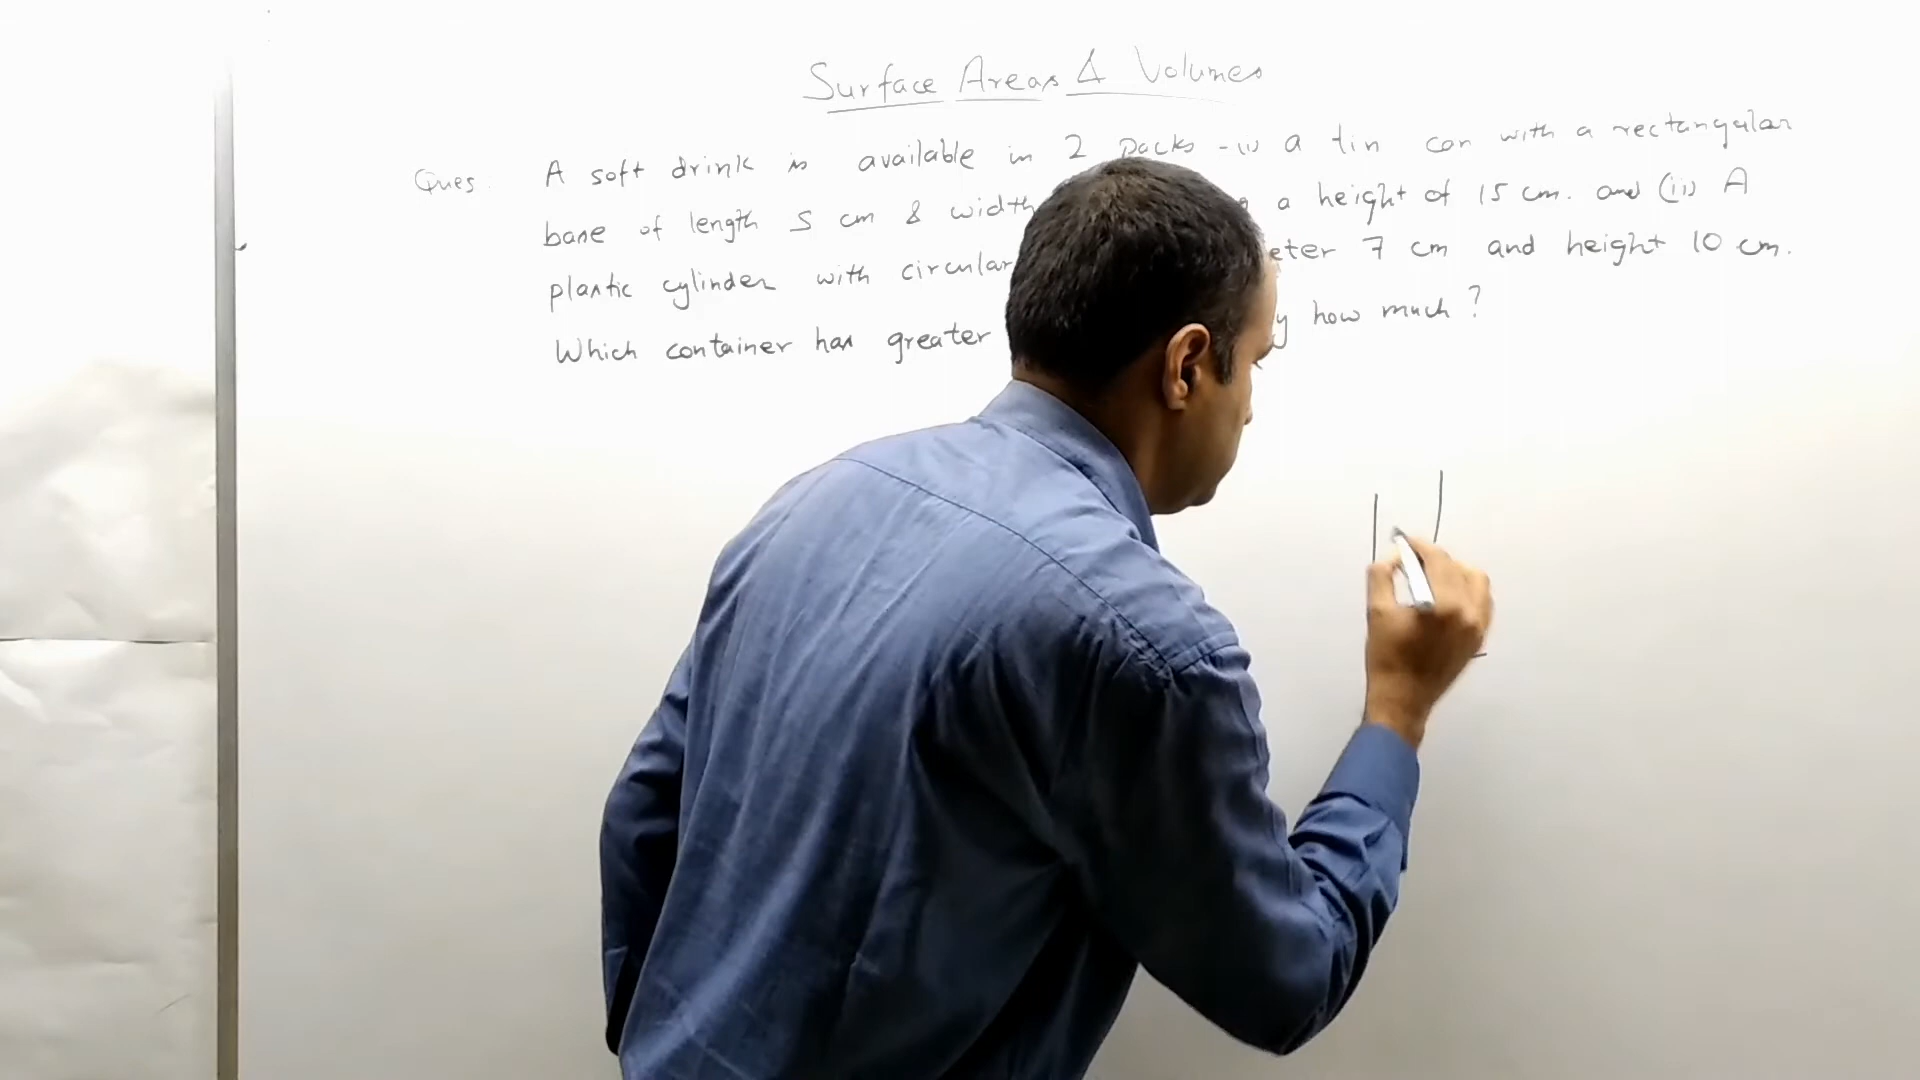 Surface Areas & Volumes
Ques: A soft drink is available in 2 packs - (i) a tin can with a rectangular
base of length 5 cm & width a height of 15 cm. and (ii) A
plastic cylinder with circular 7 cm and height 10 cm.
Which container has greater how much?